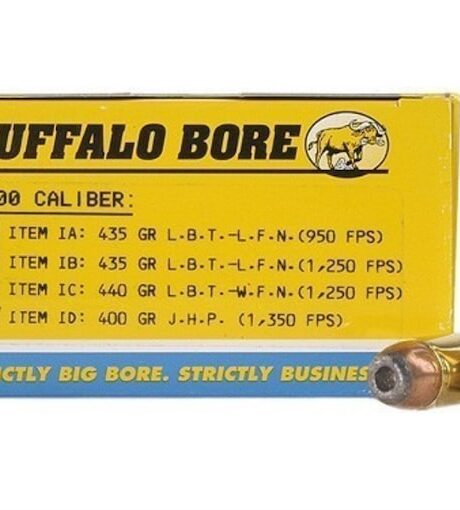 UFFALO BORE
00 CALIBER:
ITEM IA: 435 GR L.B.T.-L.F.N.(950 FPS)
ITEM IB: 435 GR L.B.T.-L.F.N.(1,250 FPS)
ITEM IC: 440 GR L.B.T.-W.F.N.(1,250 FPS)
ITEM ID: 400 GR J.H.P. (1,350 FPS)
CTLY BIG BORE. STRICTLY BUSINES